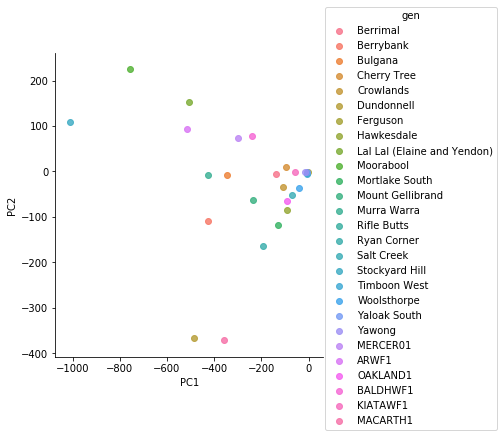 gen
Berrimal
Berrybank
Bulgana
Cherry Tree
Crowlands
Dundonnell
Ferguson
Hawkesdale
Lal Lal (Elaine and Yendon)
Moorabool
Mortlake South
Mount Gellibrand
Murra Warra
Rifle Butts
Ryan Corner
Salt Creek
Stockyard Hill
Timboon West
Woolsthorpe
Yaloak South
Yawong
MERCER01
ARWF1
OAKLAND1
BALDHWF1
KIATAWF1
MACARTH1
200
100
0
−100
−200
−300
−400
PC2
−1000
−800
−600
−400
−200
0
PC1